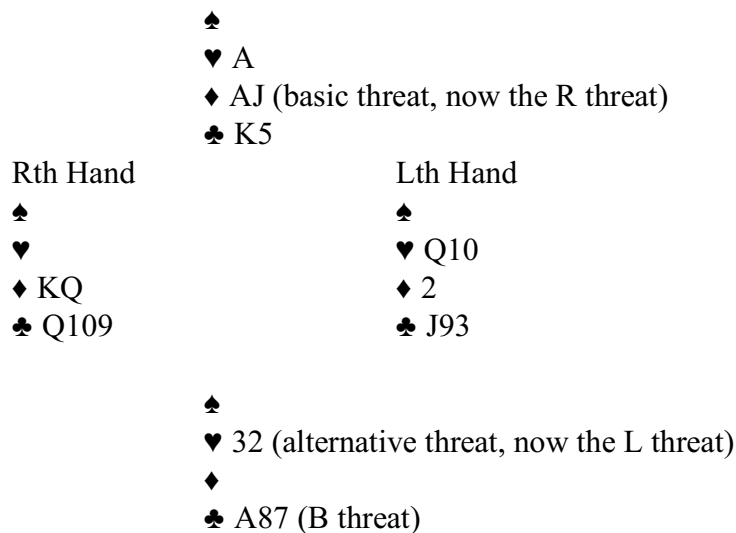 ♠
♥ A
♦ AJ (basic threat, now the R threat)
♣ K5
Rth Hand Lth Hand
♠ ♠
♥ ♥ Q10
♦ KQ ♦ 2
♣ Q109 ♣ J93
♠
♥ 32 (alternative threat, now the L threat)
♦
♣ A87 (B threat)